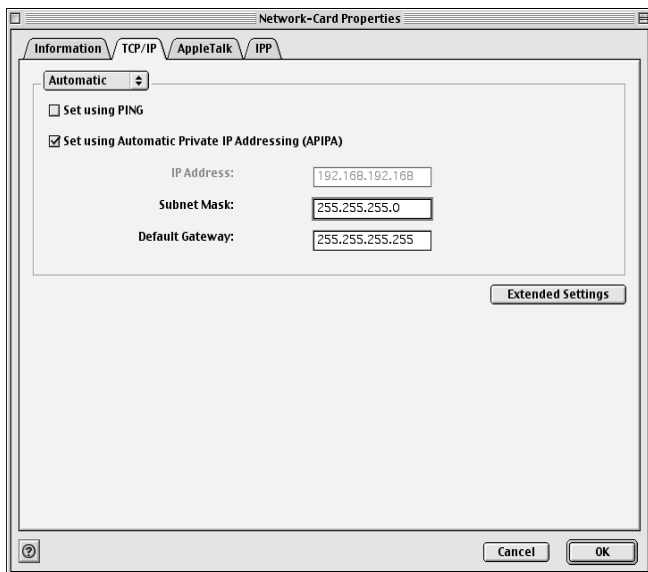 Network-Card Properties
Information TCP/IP AppleTalk IPP
Automatic
Set using PING
Set using Automatic Private IP Addressing (APIPA)
IP Address: 192.168.192.168
Subnet Mask: 255.255.255.0
Default Gateway: 255.255.255.255
Extended Settings
? Cancel OK